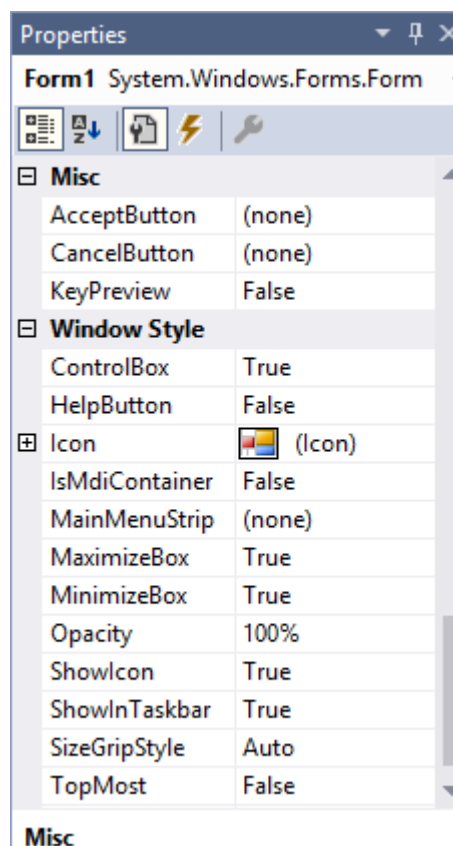 Properties
Form1 System.Windows.Forms.Form
Misc
AcceptButton (none)
CancelButton (none)
KeyPreview False
Window Style
ControlBox True
HelpButton False
Icon (Icon)
IsMdiContainer False
MainMenuStrip (none)
MaximizeBox True
MinimizeBox True
Opacity 100%
ShowIcon True
ShowInTaskbar True
SizeGripStyle Auto
TopMost False
Misc